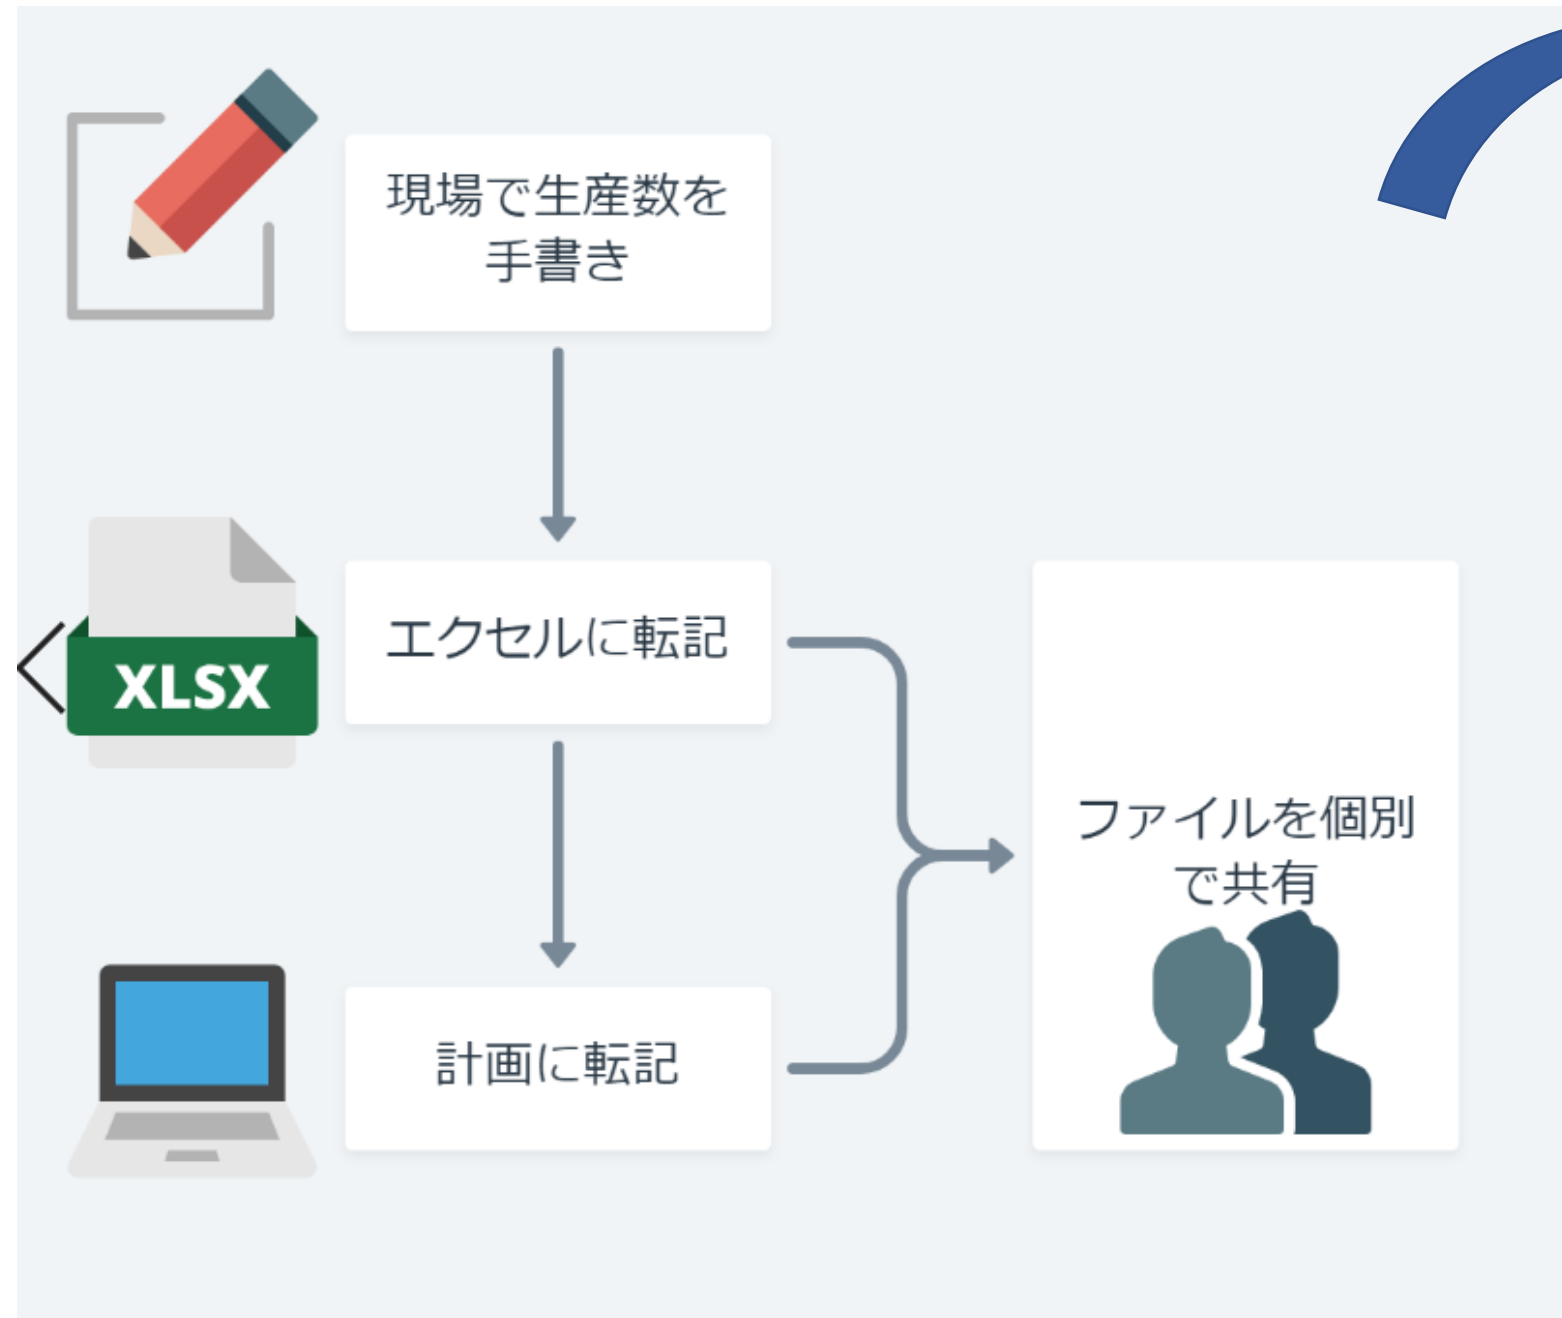 現場で生産数を
手書き
XLSX
エクセルに転記
ファイルを個別
で共有
計画に転記